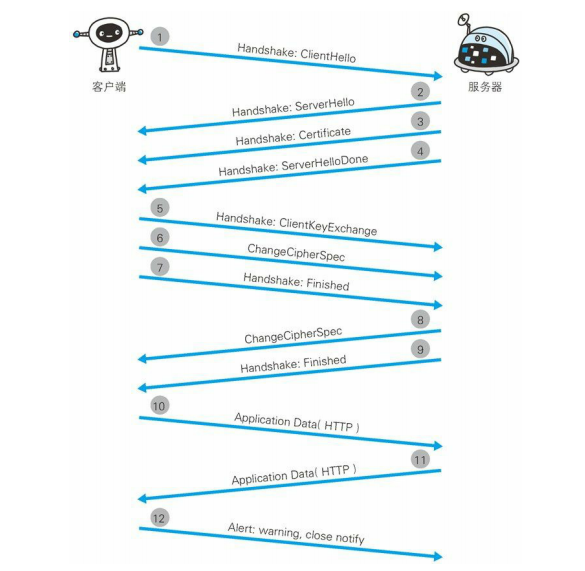 1
Handshake: ClientHello
客户端
服务器
2
Handshake: ServerHello
3
Handshake: Certificate
4
Handshake: ServerHelloDone
5
Handshake: ClientKeyExchange
6
ChangeCipherSpec
7
Handshake: Finished
8
ChangeCipherSpec
9
Handshake: Finished
10
Application Data( HTTP )
11
Application Data( HTTP )
12
Alert: warning, close notify